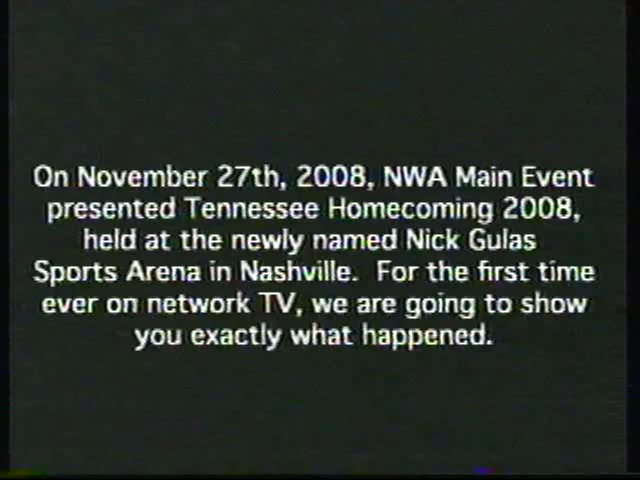 On November 27th, 2008, NWA Main Event
presented Tennessee Homecoming 2008,
held at the newly named Nick Gulas
Sports Arena in Nashville. For the first time
ever on network TV, we are going to show
you exactly what happened.